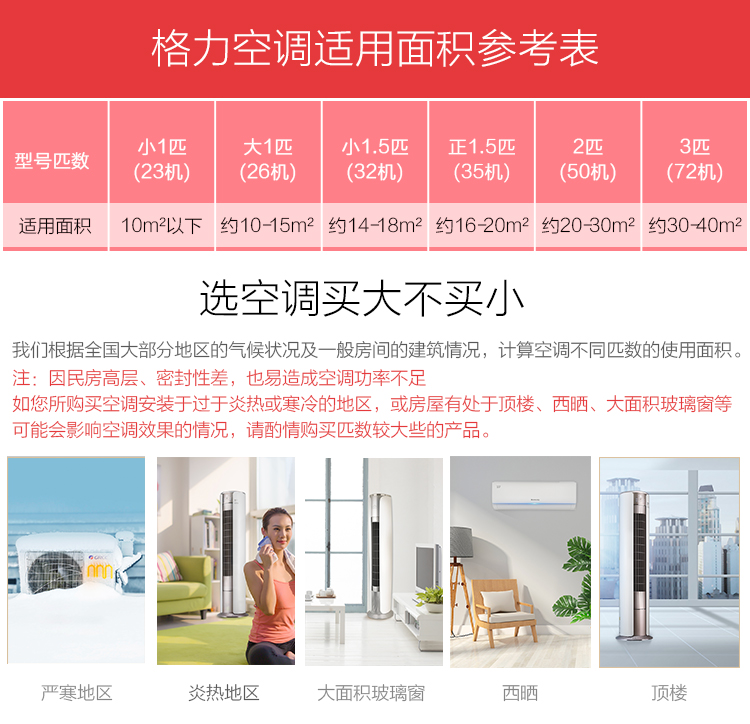 格力空调适用面积参考表
型号匹数 小1匹 (23机) 大1匹 (26机) 小1.5匹 (32机) 正1.5匹 (35机) 2匹 (50机) 3匹 (72机)
适用面积 10m²以下 约10-15m² 约14-18m² 约16-20m² 约20-30m² 约30-40m²
选空调买大不买小
我们根据全国大部分地区的气候状况及一般房间的建筑情况，计算空调不同匹数的使用面积。
注：因民房高层、密封性差，也易造成空调功率不足
如您所购买空调安装于过于炎热或寒冷的地区，或房屋有处于顶楼、西晒、大面积玻璃窗等
可能会影响空调效果的情况，请酌情购买匹数较大些的产品。
严寒地区 炎热地区 大面积玻璃窗 西晒 顶楼